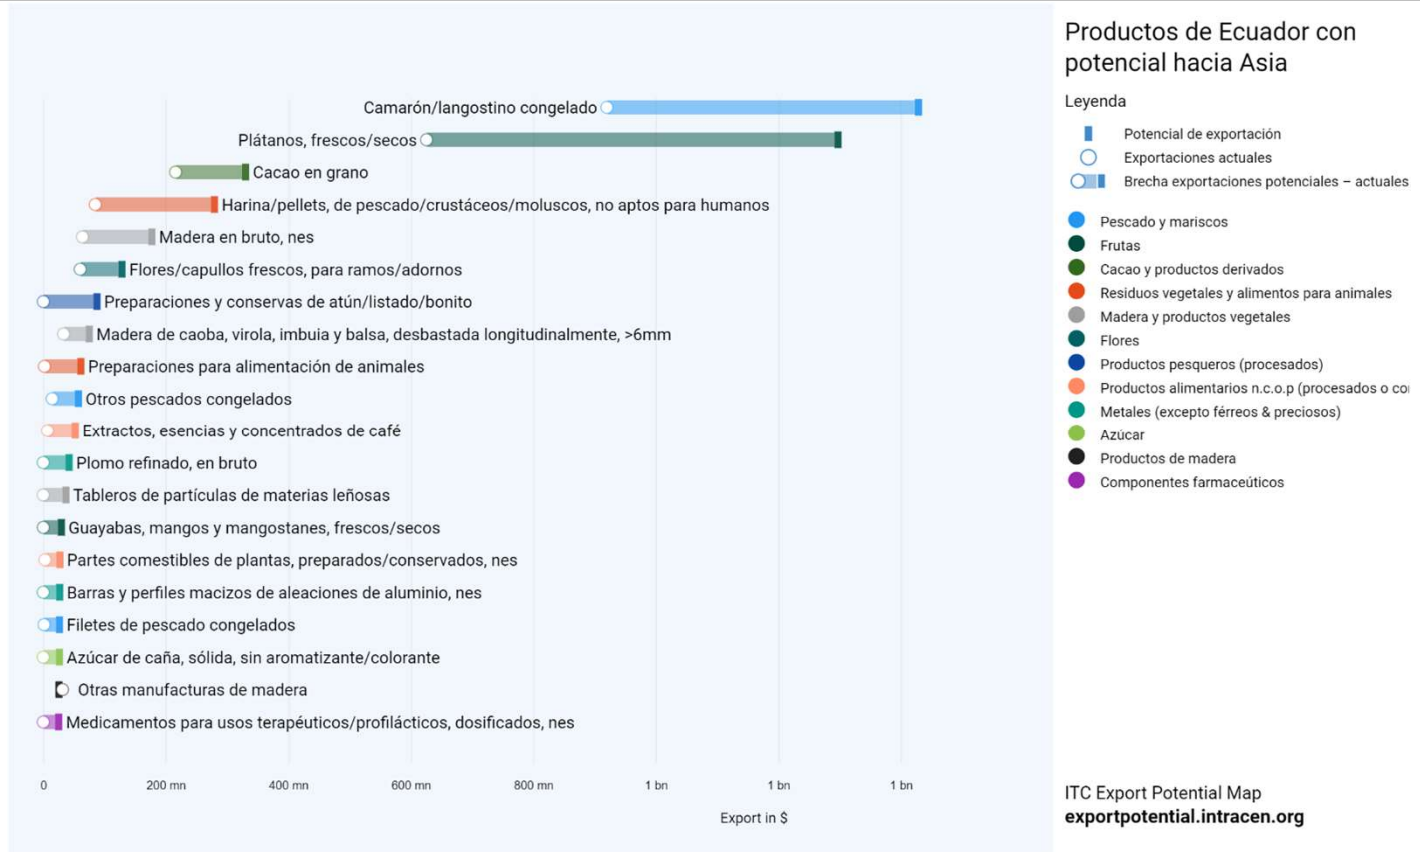 Productos de Ecuador con
potencial hacia Asia
Leyenda
Potencial de exportación
Exportaciones actuales
Brecha exportaciones potenciales – actuales
Pescado y mariscos
Frutas
Cacao y productos derivados
Residuos vegetales y alimentos para animales
Madera y productos vegetales
Flores
Productos pesqueros (procesados)
Productos alimentarios n.c.o.p (procesados o co
Metales (excepto férreos & preciosos)
Azúcar
Productos de madera
Componentes farmaceúticos
Camarón/langostino congelado
Plátanos, frescos/secos
Cacao en grano
Harina/pellets, de pescado/crustáceos/moluscos, no aptos para humanos
Madera en bruto, nes
Flores/capullos frescos, para ramos/adornos
Preparaciones y conservas de atún/listado/bonito
Madera de caoba, virola, imbuia y balsa, desbastada longitudinalmente, >6mm
Preparaciones para alimentación de animales
Otros pescados congelados
Extractos, esencias y concentrados de café
Plomo refinado, en bruto
Tableros de partículas de materias leñosas
Guayabas, mangos y mangostanes, frescos/secos
Partes comestibles de plantas, preparados/conservados, nes
Barras y perfiles macizos de aleaciones de aluminio, nes
Filetes de pescado congelados
Azúcar de caña, sólida, sin aromatizante/colorante
Otras manufacturas de madera
Medicamentos para usos terapéuticos/profilácticos, dosificados, nes
0 200 mn 400 mn 600 mn 800 mn 1 bn 1 bn 1 bn
Export in $
ITC Export Potential Map
exportpotential.intracen.org